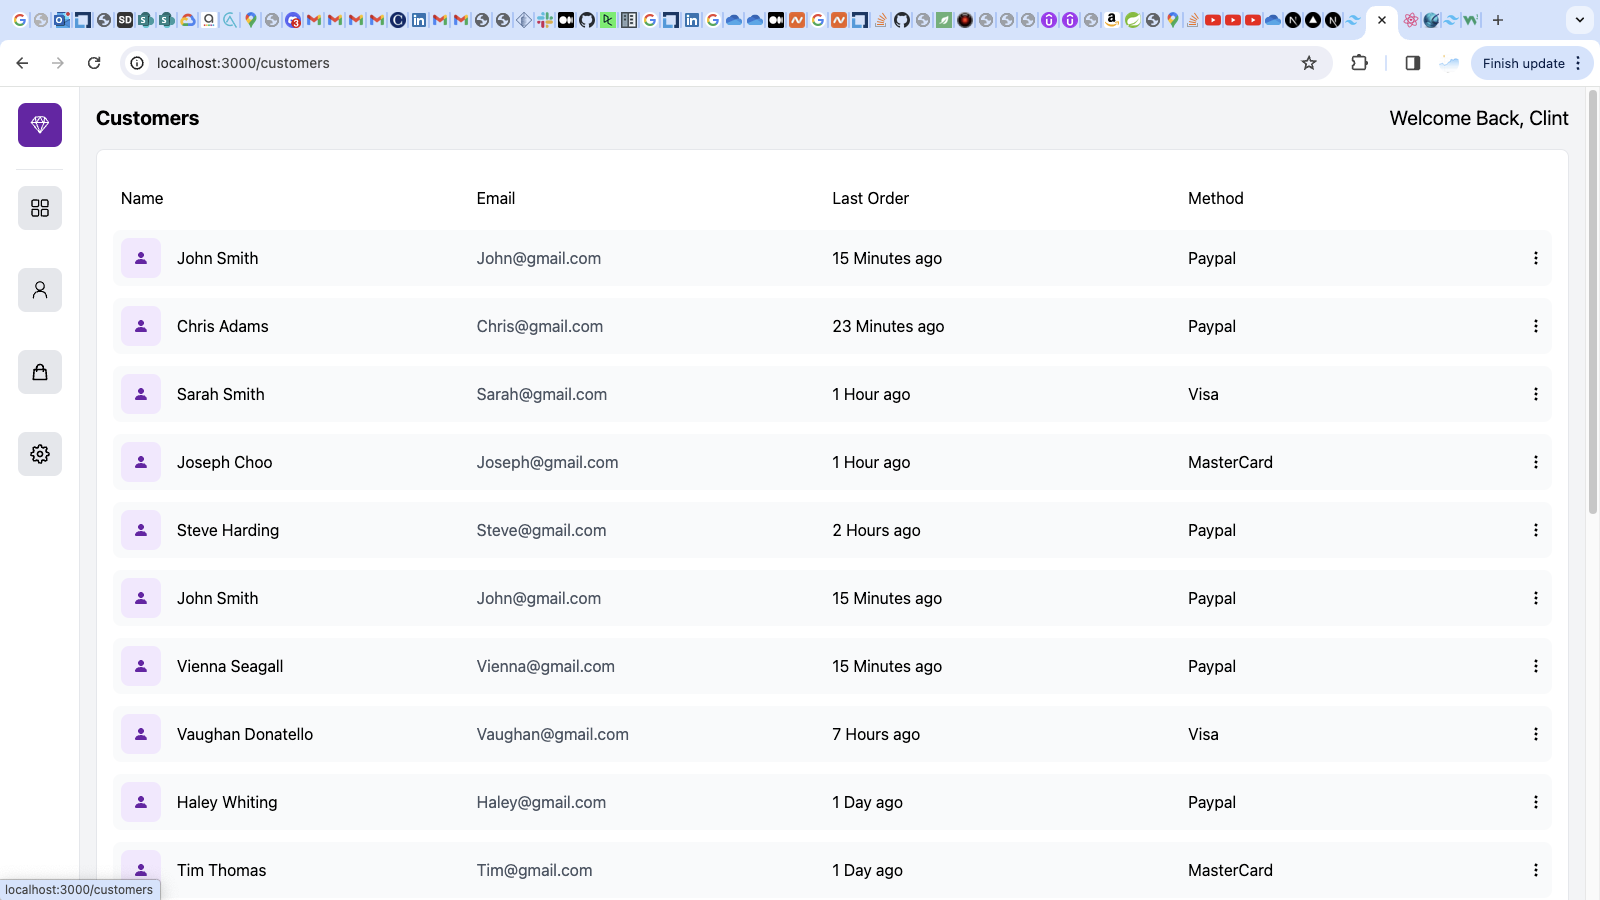 localhost:3000/customers
Finish update
Customers
Welcome Back, Clint
Name Email Last Order Method
John Smith John@gmail.com 15 Minutes ago Paypal
Chris Adams Chris@gmail.com 23 Minutes ago Paypal
Sarah Smith Sarah@gmail.com 1 Hour ago Visa
Joseph Choo Joseph@gmail.com 1 Hour ago MasterCard
Steve Harding Steve@gmail.com 2 Hours ago Paypal
John Smith John@gmail.com 15 Minutes ago Paypal
Vienna Seagall Vienna@gmail.com 15 Minutes ago Paypal
Vaughan Donatello Vaughan@gmail.com 7 Hours ago Visa
Haley Whiting Haley@gmail.com 1 Day ago Paypal
Tim Thomas Tim@gmail.com 1 Day ago MasterCard
localhost:3000/customers